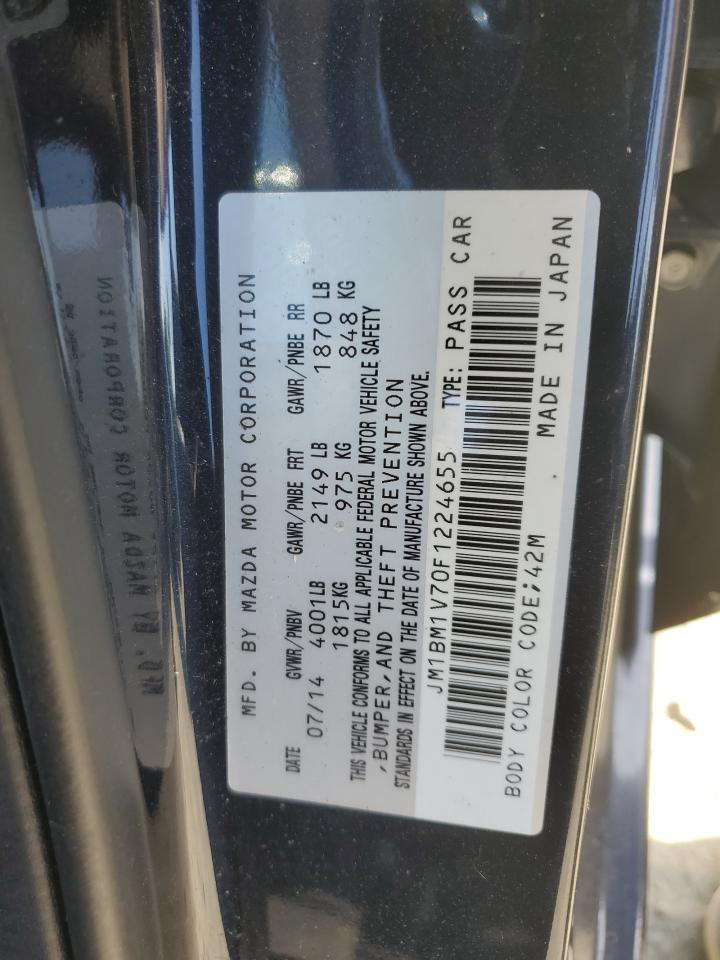 MFD. BY MAZDA MOTOR CORPORATION
DATE GVWR/PNBV GAWR/PNBE FRT GAWR/PNBE RR
07/14 4001LB 2149 LB 1870 LB
1815KG 975 KG 848 KG
THIS VEHICLE CONFORMS TO ALL APPLICABLE FEDERAL MOTOR VEHICLE SAFETY
,BUMPER,AND THEFT PREVENTION
STANDARDS IN EFFECT ON THE DATE OF MANUFACTURE SHOWN ABOVE.
JM1BM1V70F1224655 TYPE: PASS CAR
BODY COLOR CODE;42M MADE IN JAPAN